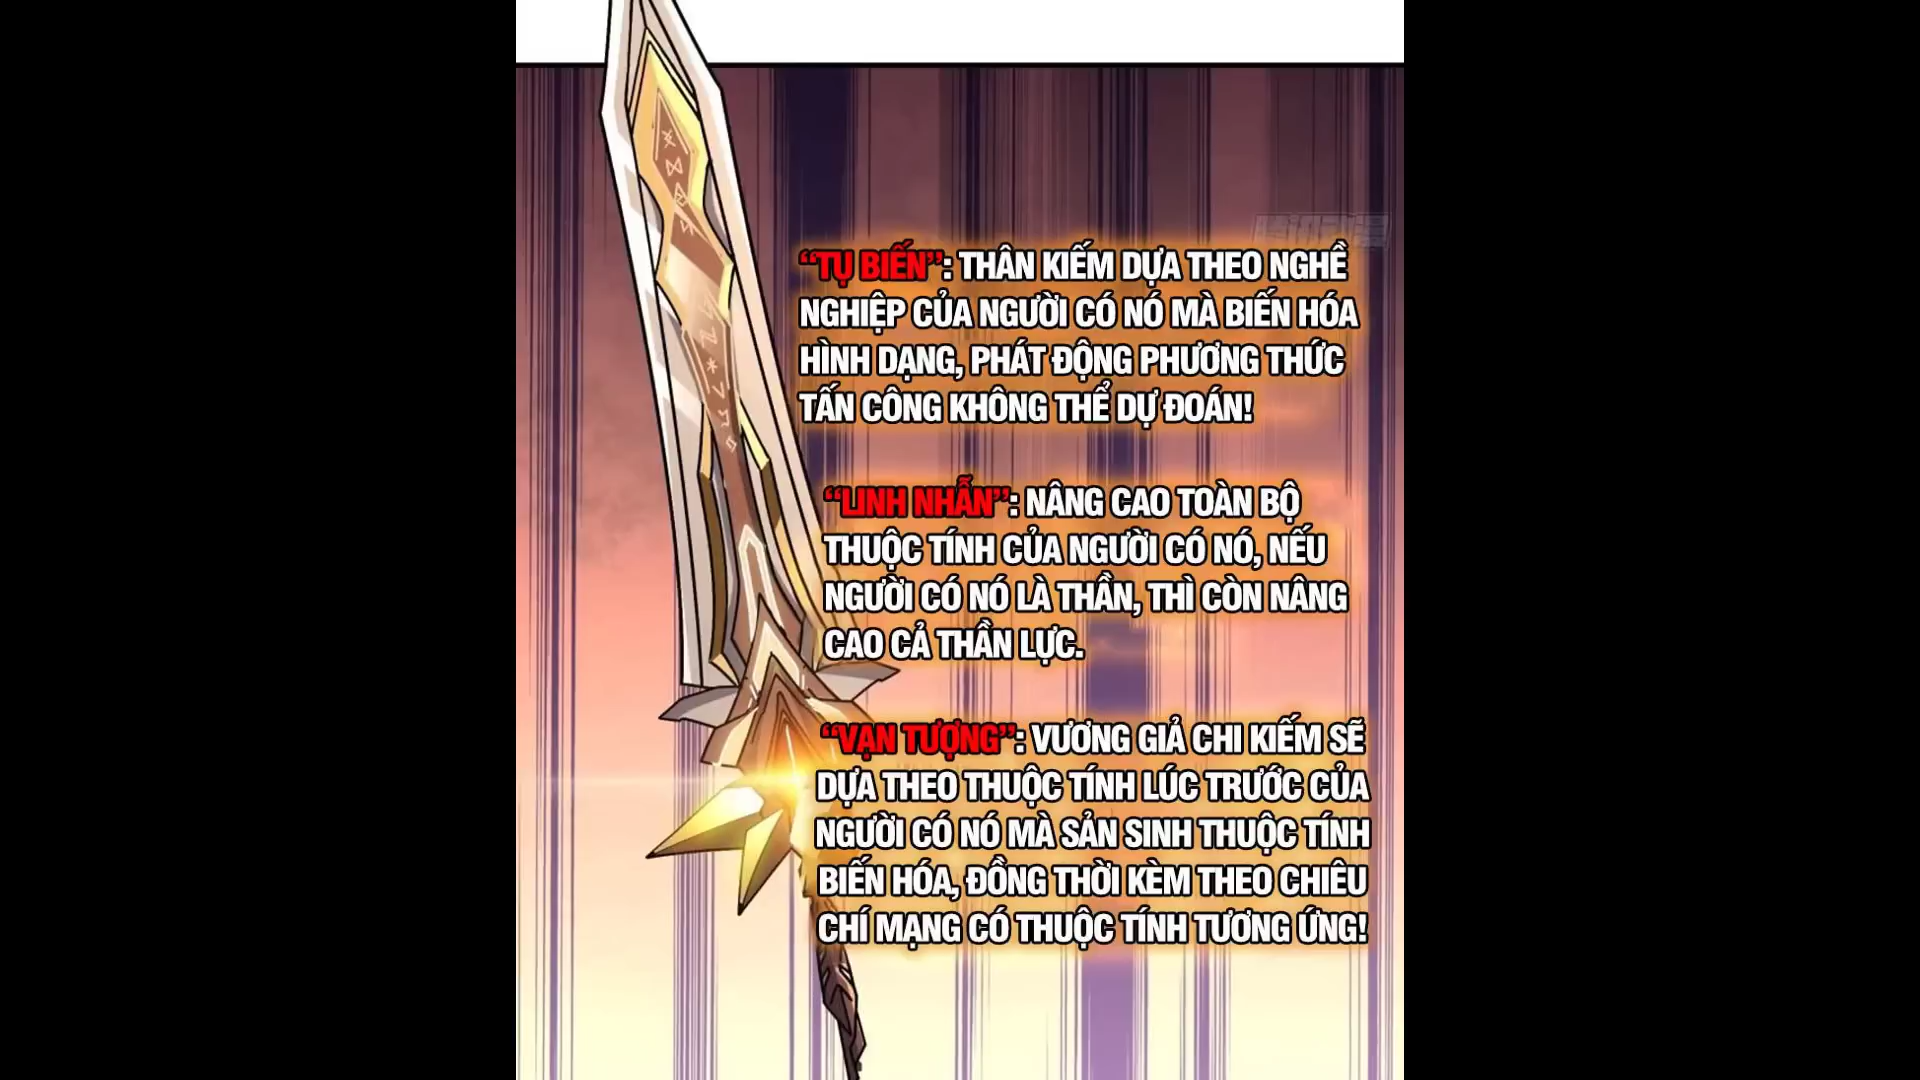 “TỤ BIẾN”: THÂN KIẾM DỰA THEO NGHỀ
NGHIỆP CỦA NGƯỜI CÓ NÓ MÀ BIẾN HÓA
HÌNH DẠNG, PHÁT ĐỘNG PHƯƠNG THỨC
TẤN CÔNG KHÔNG THỂ DỰ ĐOÁN!
“LINH NHẪN”: NÂNG CAO TOÀN BỘ
THUỘC TÍNH CỦA NGƯỜI CÓ NÓ, NẾU
NGƯỜI CÓ NÓ LÀ THẦN, THÌ CÒN NÂNG
CAO CẢ THẦN LỰC.
“VẠN TƯỢNG”: VƯƠNG GIẢ CHI KIẾM SẼ
DỰA THEO THUỘC TÍNH LÚC TRƯỚC CỦA
NGƯỜI CÓ NÓ MÀ SẢN SINH THUỘC TÍNH
BIẾN HÓA, ĐỒNG THỜI KÈM THEO CHIÊU
CHÍ MẠNG CÓ THUỘC TÍNH TƯƠNG ỨNG!